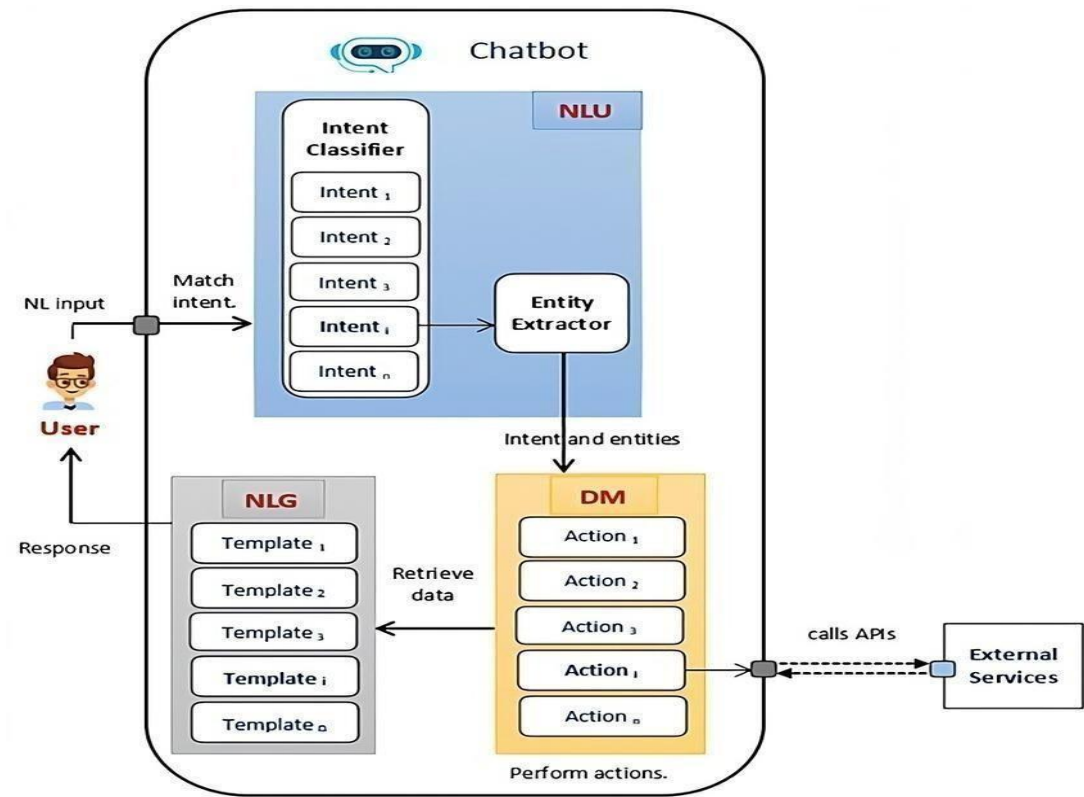 Chatbot
NLU
Intent
Classifier
Intent 1
Intent 2
Intent 3
Intent i
Intent n
Entity
Extractor
Match
intent.
NL input
User
Response
Intent and entities
NLG
Template 1
Template 2
Template 3
Template i
Template n
Retrieve
data
DM
Action 1
Action 2
Action 3
Action i
Action n
Perform actions.
calls APIs
External
Services